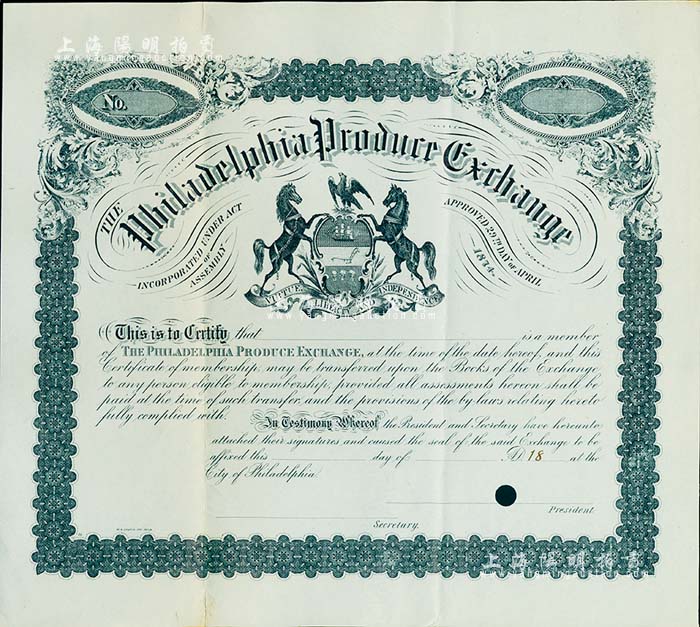 上海陽明拍賣
No.
THE Philadelphia Produce Exchange
INCORPORATED UNDER ACT OF ASSEMBLY
APPROVED 29TH DAY OF APRIL 1874.
VIRTUE LIBERTY AND INDEPENDENCE
This is to Certify that is a member
of THE PHILADELPHIA PRODUCE EXCHANGE, at the time of the date hereof, and this
Certificate of membership, may be transferred upon the Books of the Exchange
to any person eligible to membership, provided all assessments hereon shall be
paid at the time of such transfer, and the provisions of the by laws relating hereto
fully complied with.
In Testimony Whereof, the President and Secretary have hereunto
attached their signatures and caused the seal of the said Exchange to be
affixed this day of AD 18 at the
City of Philadelphia.
President.
Secretary.
上海陽明拍賣